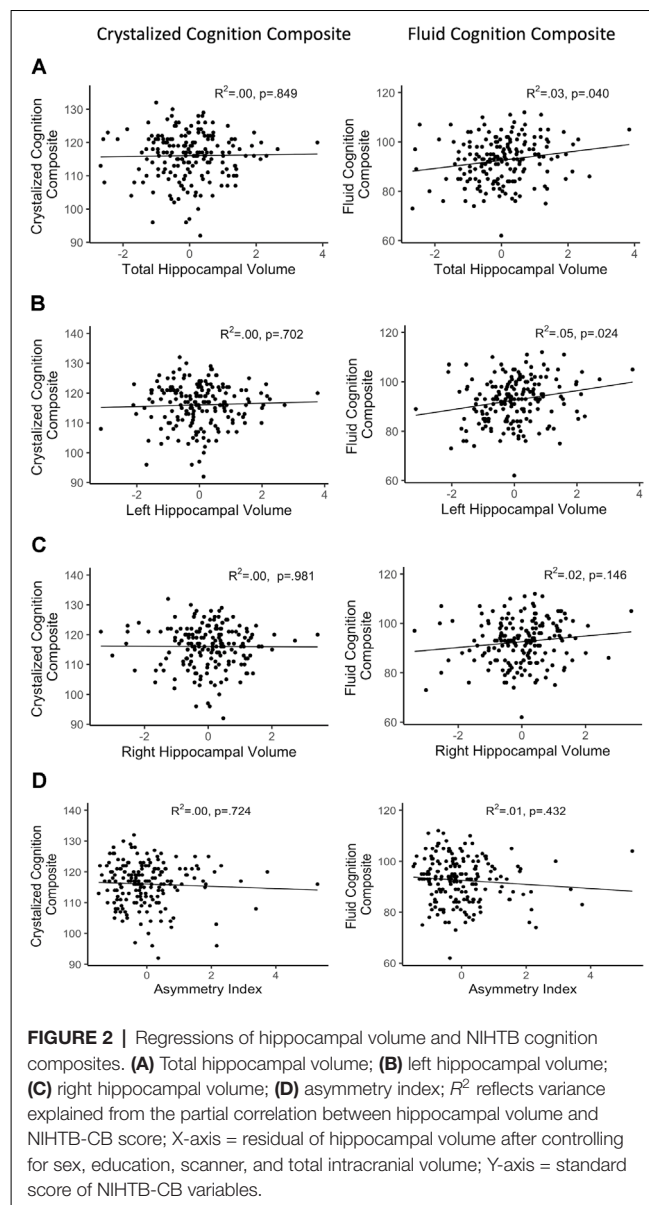 Crystalized Cognition Composite
Fluid Cognition Composite
A
R²=.00, p=.849
Crystalized Cognition
Composite
130
120
110
100
90
-2
0
2
4
Total Hippocampal Volume
R²=.03, p=.040
Fluid Cognition
Composite
120
100
80
60
-2
0
2
4
Total Hippocampal Volume
B
R²=.00, p=.702
Crystalized Cognition
Composite
140
130
120
110
100
90
-2
0
2
4
Left Hippocampal Volume
R²=.05, p=.024
Fluid Cognition
Composite
120
100
80
60
-2
0
2
4
Left Hippocampal Volume
C
R²=.00, p=.981
Crystalized Cognition
Composite
140
130
120
110
100
90
-2
0
2
Right Hippocampal Volume
R²=.02, p=.146
Fluid Cognition
Composite
120
100
80
60
-2
0
2
Right Hippocampal Volume
D
R²=.00, p=.724
Crystalized Cognition
Composite
140
130
120
110
100
90
0
2
4
Asymmetry Index
R²=.01, p=.432
Fluid Cognition
Composite
120
100
80
60
0
2
4
Asymmetry Index
FIGURE 2 | Regressions of hippocampal volume and NIHTB cognition
composites. (A) Total hippocampal volume; (B) left hippocampal volume;
(C) right hippocampal volume; (D) asymmetry index; R² reflects variance
explained from the partial correlation between hippocampal volume and
NIHTB-CB score; X-axis = residual of hippocampal volume after controlling
for sex, education, scanner, and total intracranial volume; Y-axis = standard
score of NIHTB-CB variables.